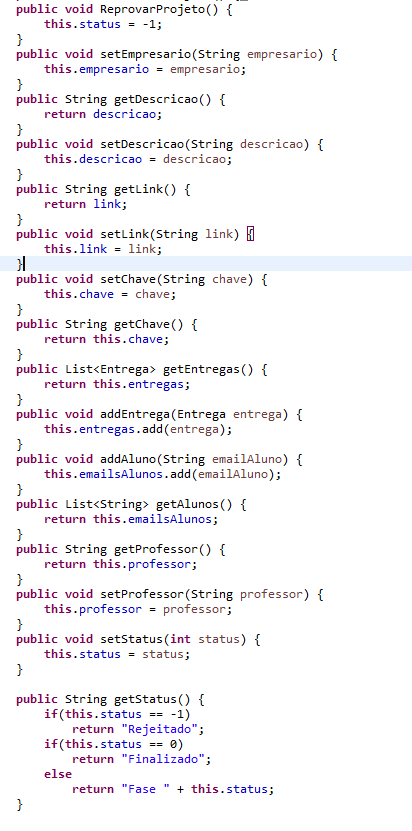 public void ReprovarProjeto() {
    this.status = -1;
}
public void setEmpresario(String empresario) {
    this.empresario = empresario;
}
public String getDescricao() {
    return descricao;
}
public void setDescricao(String descricao) {
    this.descricao = descricao;
}
public String getLink() {
    return link;
}
public void setLink(String link) {
    this.link = link;
}
public void setChave(String chave) {
    this.chave = chave;
}
public String getChave() {
    return this.chave;
}
public List<Entrega> getEntregas() {
    return this.entregas;
}
public void addEntrega(Entrega entrega) {
    this.entregas.add(entrega);
}
public void addAluno(String emailAluno) {
    this.emailsAlunos.add(emailAluno);
}
public List<String> getAlunos() {
    return this.emailsAlunos;
}
public String getProfessor() {
    return this.professor;
}
public void setProfessor(String professor) {
    this.professor = professor;
}
public void setStatus(int status) {
    this.status = status;
}

public String getStatus() {
    if(this.status == -1)
        return "Rejeitado";
    if(this.status == 0)
        return "Finalizado";
    else
        return "Fase " + this.status;
}